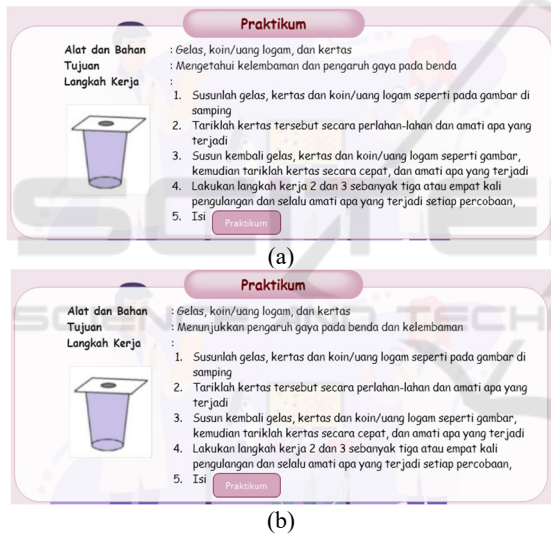 Praktikum
Alat dan Bahan : Gelas, koin/uang logam, dan kertas
Tujuan : Mengetahui kelembaman dan pengaruh gaya pada benda
Langkah Kerja :
1. Susunlah gelas, kertas dan koin/uang logam seperti pada gambar di
samping
2. Tariklah kertas tersebut secara perlahan-lahan dan amati apa yang
terjadi
3. Susun kembali gelas, kertas dan koin/uang logam seperti gambar,
kemudian tariklah kertas secara cepat, dan amati apa yang terjadi
4. Lakukan langkah kerja 2 dan 3 sebanyak tiga atau empat kali
pengulangan dan selalu amati apa yang terjadi setiap percobaan,
5. Isi Praktikum
(a)
Praktikum
Alat dan Bahan : Gelas, koin/uang logam, dan kertas
Tujuan : Menunjukkan pengaruh gaya pada benda dan kelembaman
Langkah Kerja :
1. Susunlah gelas, kertas dan koin/uang logam seperti pada gambar di
samping
2. Tariklah kertas tersebut secara perlahan-lahan dan amati apa yang
terjadi
3. Susun kembali gelas, kertas dan koin/uang logam seperti gambar,
kemudian tariklah kertas secara cepat, dan amati apa yang terjadi
4. Lakukan langkah kerja 2 dan 3 sebanyak tiga atau empat kali
pengulangan dan selalu amati apa yang terjadi setiap percobaan,
5. Isi Praktikum
(b)